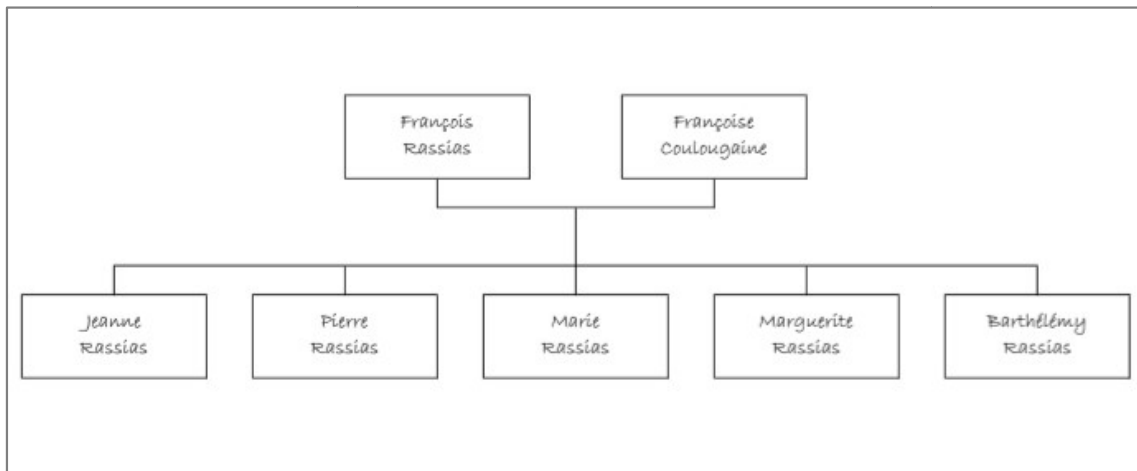 François
Rassias
Françoise
Coulougaine
Jeanne
Rassias
Pierre
Rassias
Marie
Rassias
Marguerite
Rassias
Barthélémy
Rassias